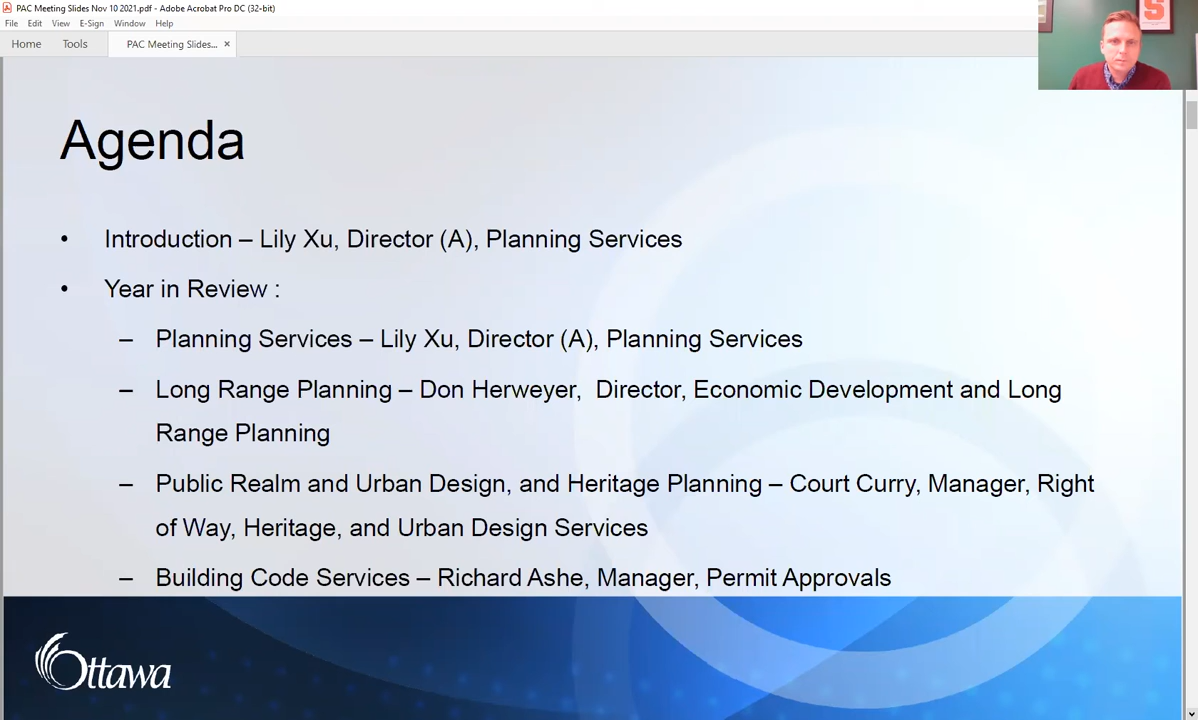 PAC Meeting Slides Nov 10 2021.pdf - Adobe Acrobat Pro DC (32-bit)
File Edit View E-Sign Window Help
Home Tools PAC Meeting Slides... ×
S
Agenda
• Introduction – Lily Xu, Director (A), Planning Services
• Year in Review :
– Planning Services – Lily Xu, Director (A), Planning Services
– Long Range Planning – Don Herweyer,  Director, Economic Development and Long
Range Planning
– Public Realm and Urban Design, and Heritage Planning – Court Curry, Manager, Right
of Way, Heritage, and Urban Design Services
– Building Code Services – Richard Ashe, Manager, Permit Approvals
Ottawa